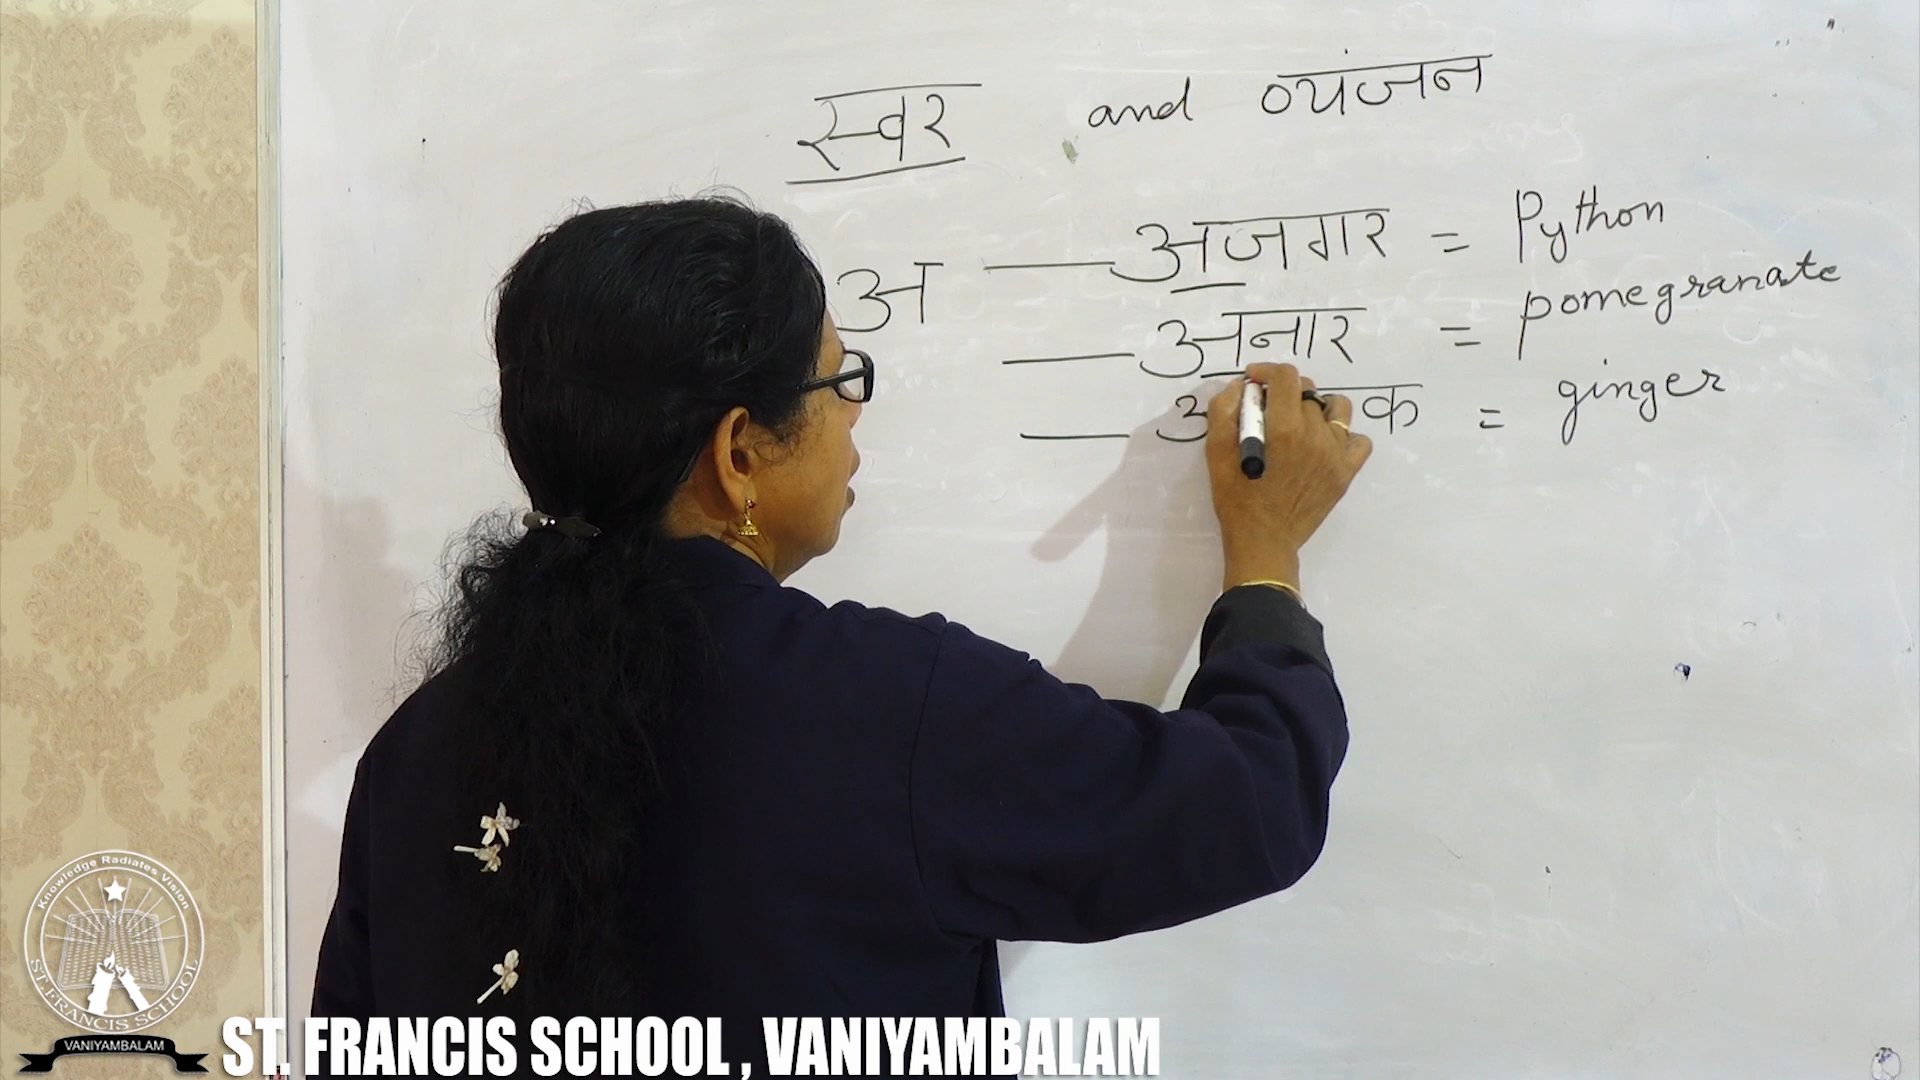 स्वर and व्यंजन
अ — अजगर = Python
— अनार = pomegranate
— = ginger
Knowledge Radiates Vision
ST. FRANCIS SCHOOL
VANIYAMBALAM
ST. FRANCIS SCHOOL , VANIYAMBALAM